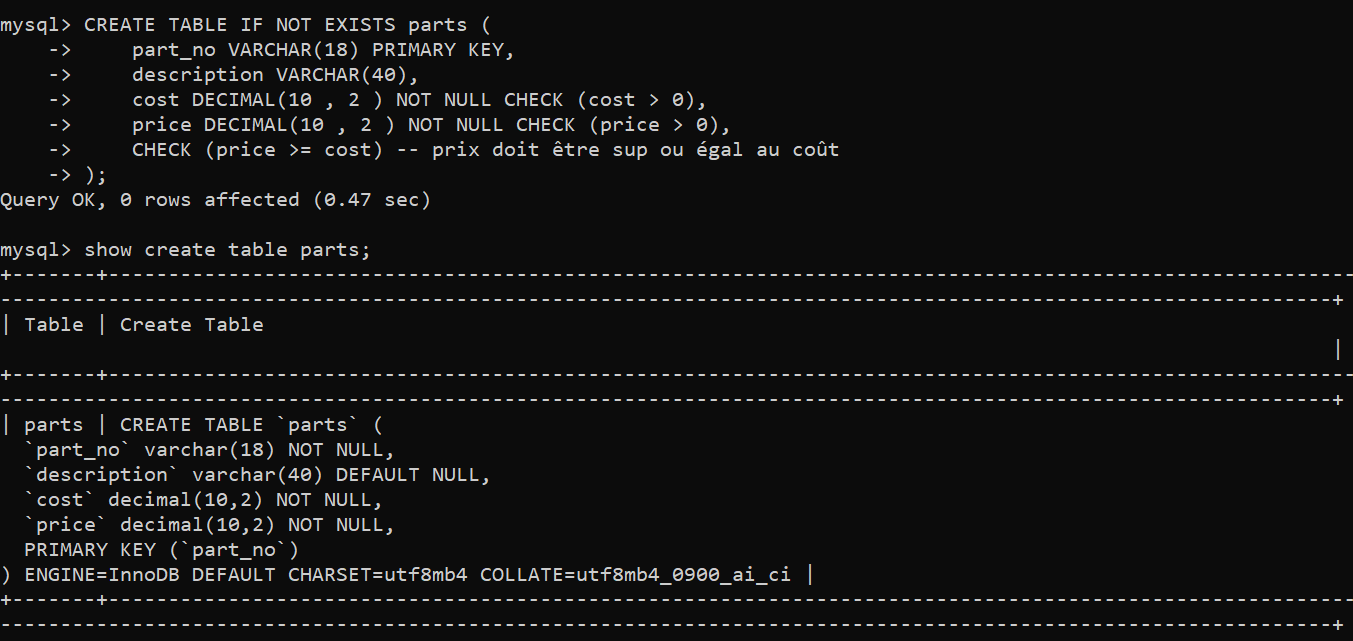 mysql> CREATE TABLE IF NOT EXISTS parts (
    ->     part_no VARCHAR(18) PRIMARY KEY,
    ->     description VARCHAR(40),
    ->     cost DECIMAL(10 , 2 ) NOT NULL CHECK (cost > 0),
    ->     price DECIMAL(10 , 2 ) NOT NULL CHECK (price > 0),
    ->     CHECK (price >= cost) -- prix doit être sup ou égal au coût
    -> );
Query OK, 0 rows affected (0.47 sec)
mysql> show create table parts;
| Table | Create Table
|
| parts | CREATE TABLE `parts` (
  `part_no` varchar(18) NOT NULL,
  `description` varchar(40) DEFAULT NULL,
  `cost` decimal(10,2) NOT NULL,
  `price` decimal(10,2) NOT NULL,
  PRIMARY KEY (`part_no`)
) ENGINE=InnoDB DEFAULT CHARSET=utf8mb4 COLLATE=utf8mb4_0900_ai_ci |